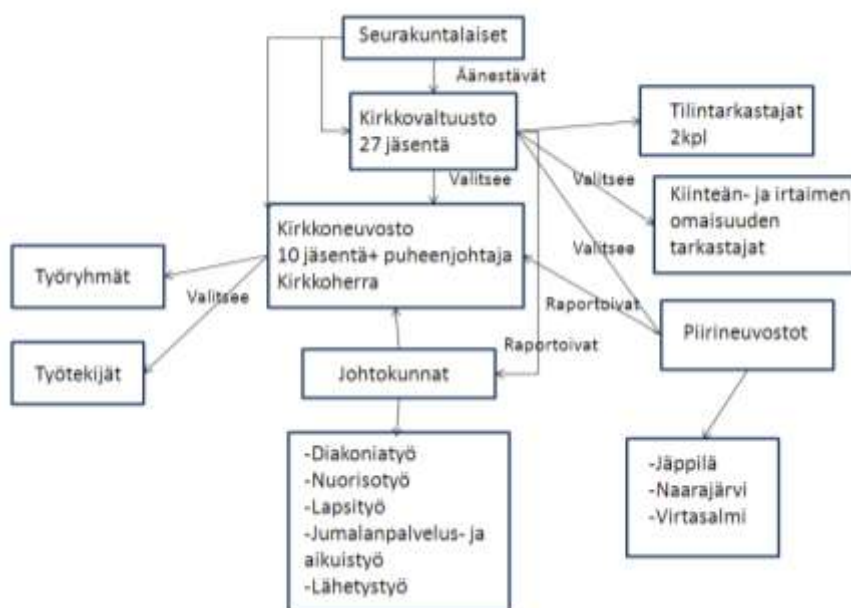 Seurakuntalaiset
Äänestävät
Kirkkovaltuusto
27 jäsentä
Tilintarkastajat
2kpl
Valitsee
Valitsee
Kiinteän- ja irtaimen
omaisuuden
tarkastajat
Kirkkoneuvosto
10 jäsentä+ puheenjohtaja
Kirkkoherra
Valitsee
Työryhmät
Valitsee
Raportoivat
Piirineuvostot
Raportoivat
Työtekijät
Johtokunnat
-Diakoniatyö
-Nuorisotyö
-Lapsityö
-Jumalanpalvelus- ja
aikuistyö
-Lähetystyö
-Jäppilä
-Naarajärvi
-Virtasalmi